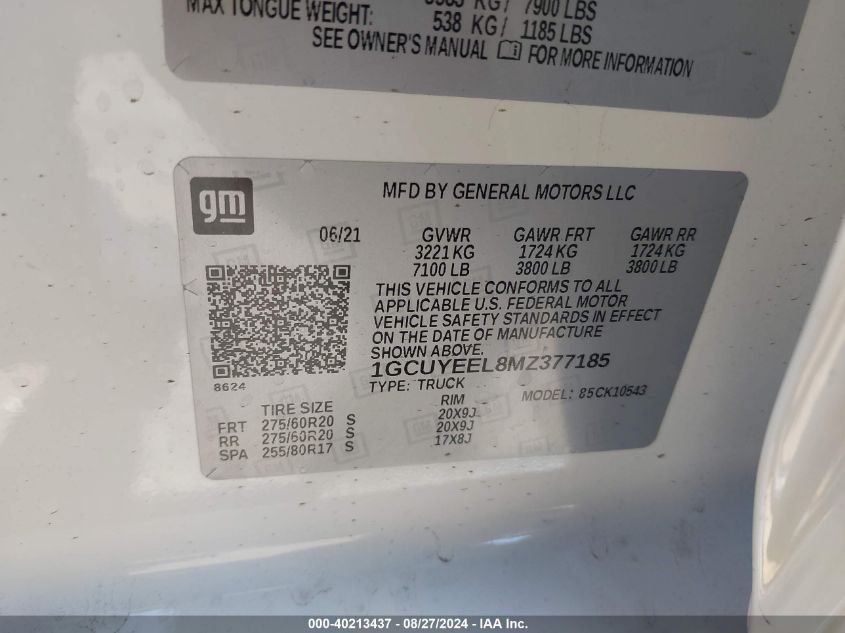 KG / 7900 LBS
MAX TONGUE WEIGHT: 538 KG / 1185 LBS
SEE OWNER'S MANUAL FOR MORE INFORMATION
gm
MFD BY GENERAL MOTORS LLC
06/21 GVWR GAWR FRT GAWR RR
3221 KG 1724 KG 1724 KG
7100 LB 3800 LB 3800 LB
THIS VEHICLE CONFORMS TO ALL
APPLICABLE U.S. FEDERAL MOTOR
VEHICLE SAFETY STANDARDS IN EFFECT
ON THE DATE OF MANUFACTURE
SHOWN ABOVE
1GCUYEEL8MZ377185
8624
TYPE: TRUCK MODEL: 85CK10543
TIRE SIZE RIM
FRT 275/60R20 S 20X9J
RR 275/60R20 S 20X9J
SPA 255/80R17 S 17X8J
000-40213437 - 08/27/2024 - IAA Inc.